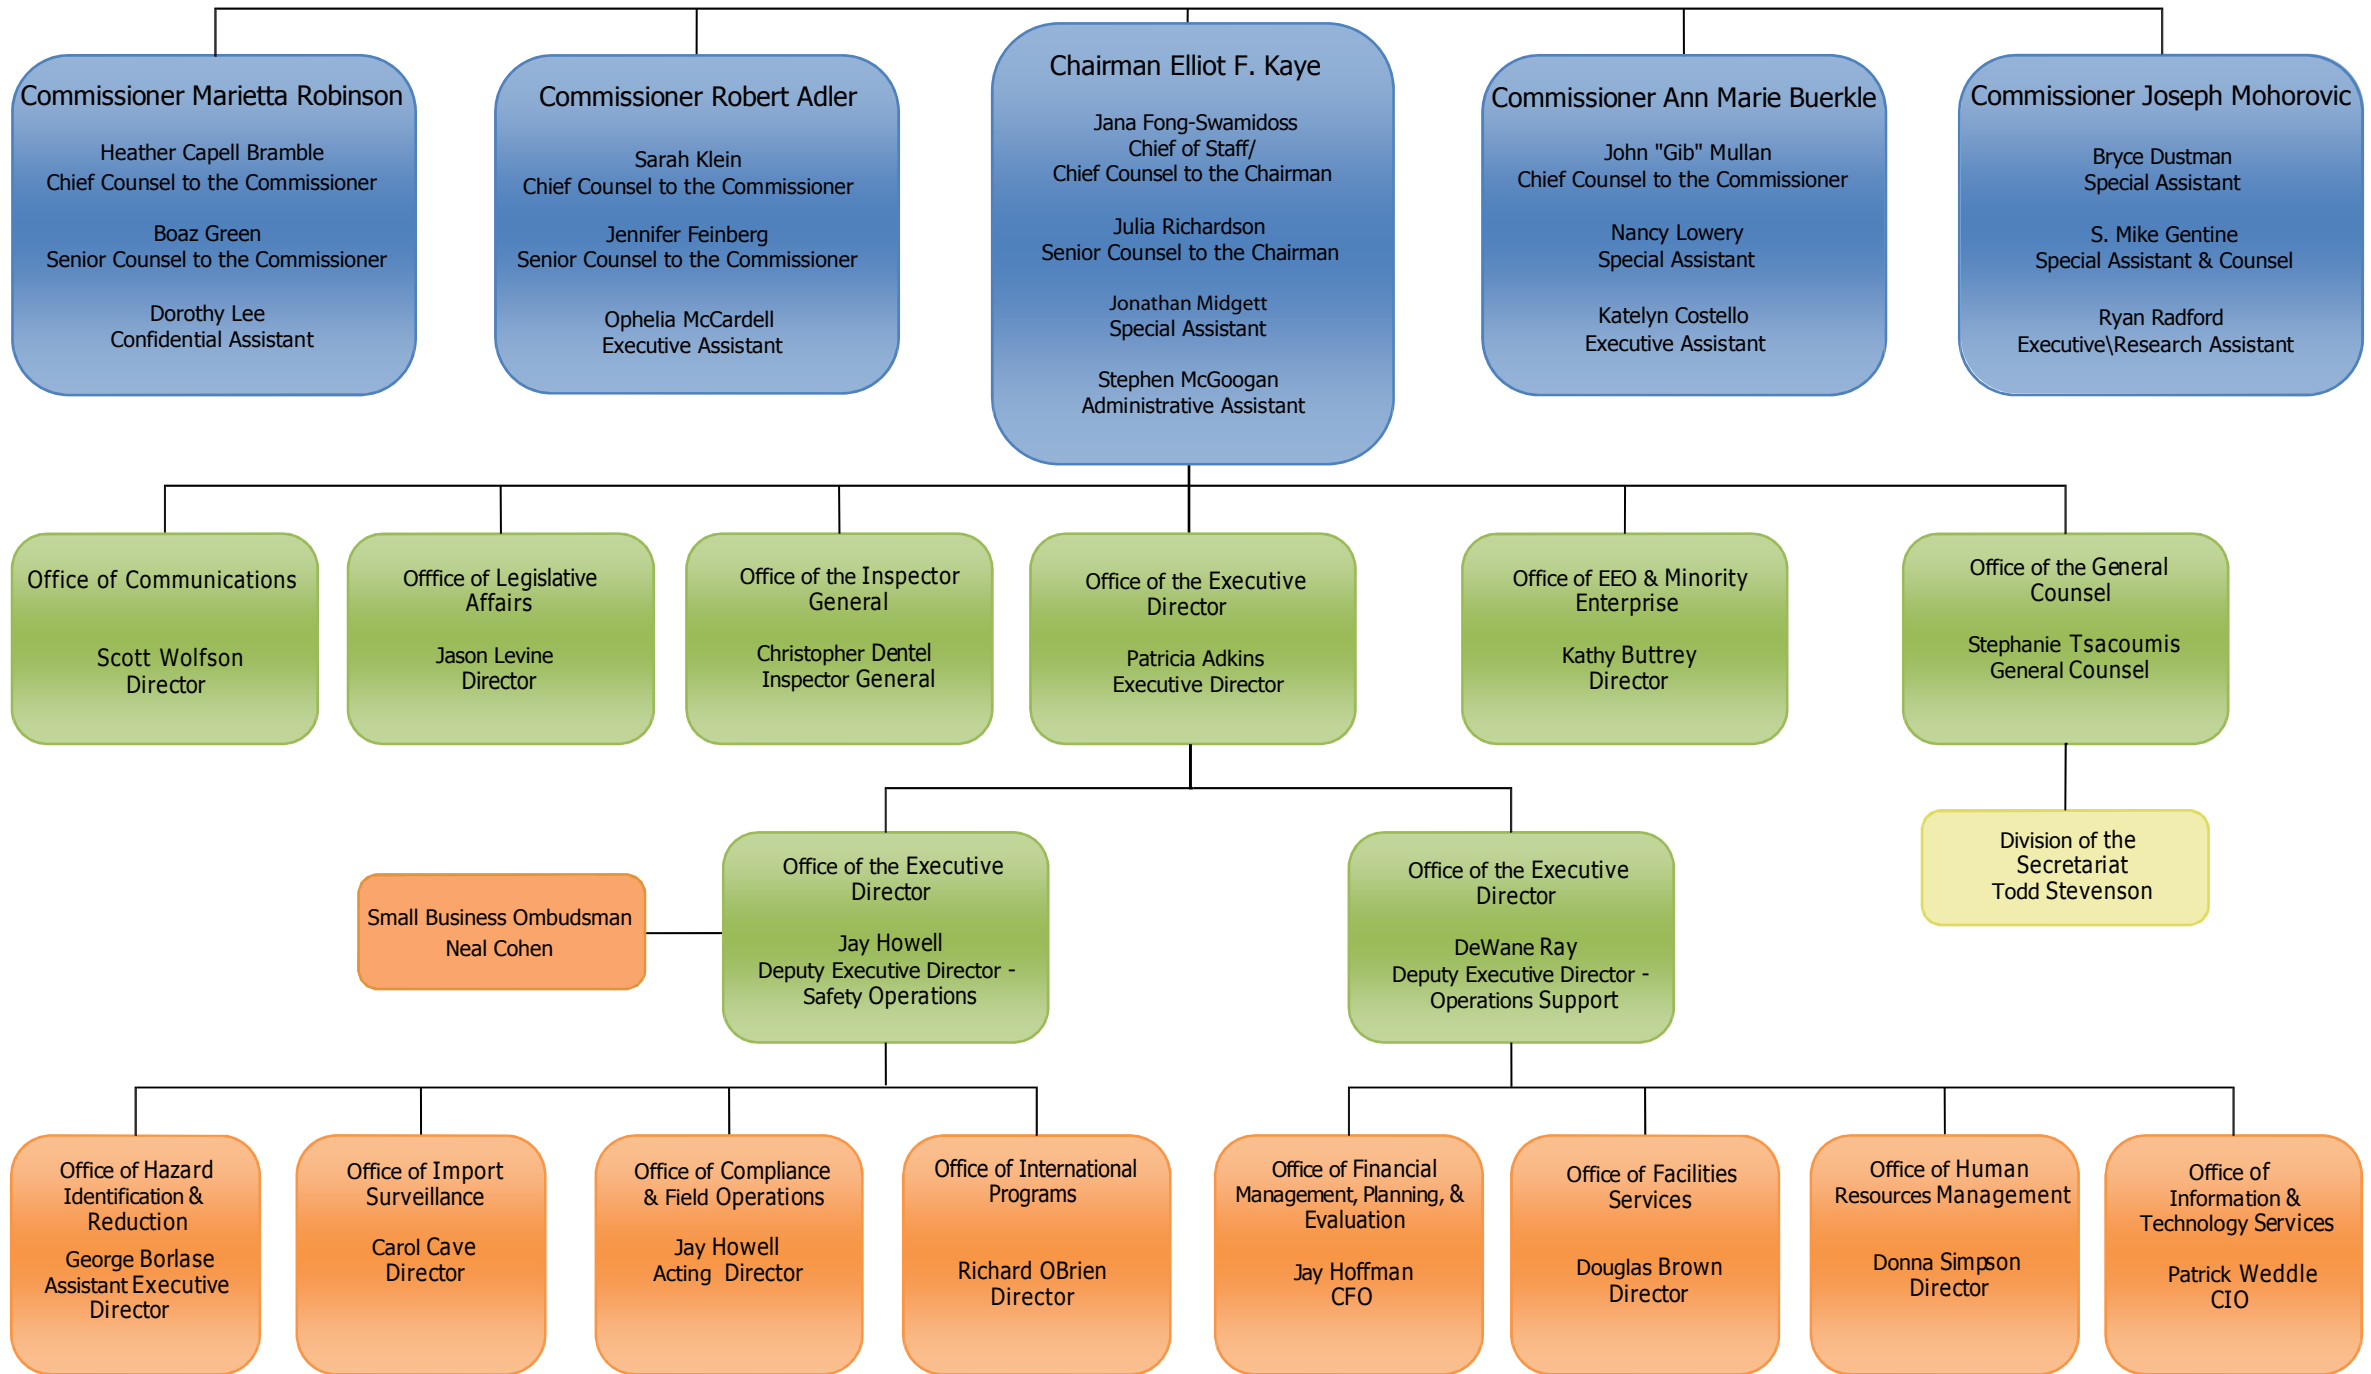 Commissioner Marietta Robinson
Heather Capell Bramble
Chief Counsel to the Commissioner
Boaz Green
Senior Counsel to the Commissioner
Dorothy Lee
Confidential Assistant
Commissioner Robert Adler
Sarah Klein
Chief Counsel to the Commissioner
Jennifer Feinberg
Senior Counsel to the Commissioner
Ophelia McCardell
Executive Assistant
Chairman Elliot F. Kaye
Jana Fong-Swamidoss
Chief of Staff/
Chief Counsel to the Chairman
Julia Richardson
Senior Counsel to the Chairman
Jonathan Midgett
Special Assistant
Stephen McGoogan
Administrative Assistant
Commissioner Ann Marie Buerkle
John "Gib" Mullan
Chief Counsel to the Commissioner
Nancy Lowery
Special Assistant
Katelyn Costello
Executive Assistant
Commissioner Joseph Mohorovic
Bryce Dustman
Special Assistant
S. Mike Gentine
Special Assistant & Counsel
Ryan Radford
Executive\Research Assistant
Office of Communications
Scott Wolfson
Director
Offfice of Legislative
Affairs
Jason Levine
Director
Office of the Inspector
General
Christopher Dentel
Inspector General
Office of the Executive
Director
Patricia Adkins
Executive Director
Office of EEO & Minority
Enterprise
Kathy Buttrey
Director
Office of the General
Counsel
Stephanie Tsacoumis
General Counsel
Small Business Ombudsman
Neal Cohen
Office of the Executive
Director
Jay Howell
Deputy Executive Director -
Safety Operations
Office of the Executive
Director
DeWane Ray
Deputy Executive Director -
Operations Support
Division of the
Secretariat
Todd Stevenson
Office of Hazard
Identification &
Reduction
George Borlase
Assistant Executive
Director
Office of Import
Surveillance
Carol Cave
Director
Office of Compliance
& Field Operations
Jay Howell
Acting Director
Office of International
Programs
Richard OBrien
Director
Office of Financial
Management, Planning, &
Evaluation
Jay Hoffman
CFO
Office of Facilities
Services
Douglas Brown
Director
Office of Human
Resources Management
Donna Simpson
Director
Office of
Information &
Technology Services
Patrick Weddle
CIO